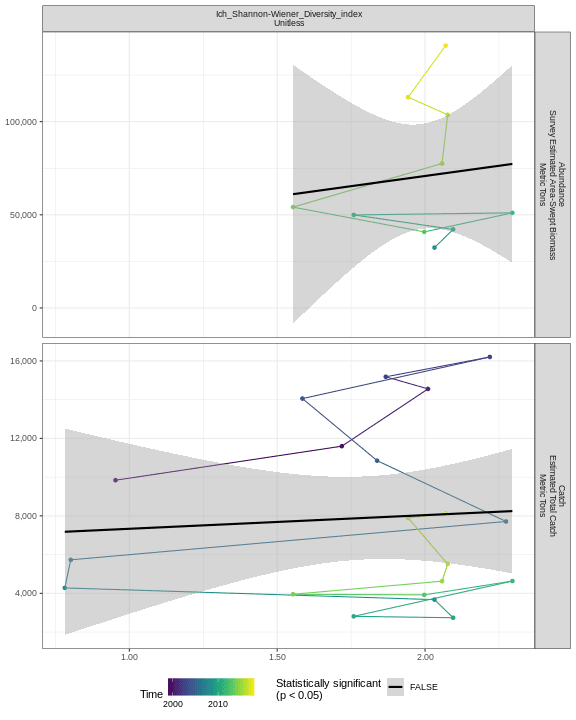 Ich_Shannon-Wiener_Diversity_index
Unitless
100,000
50,000
0
Abundance
Survey Estimated Area-Swept Biomass
Metric Tons
16,000
12,000
8,000
4,000
Catch
Estimated Total Catch
Metric Tons
1.00
1.50
2.00
Time
2000
2010
Statistically significant
(p < 0.05)
FALSE